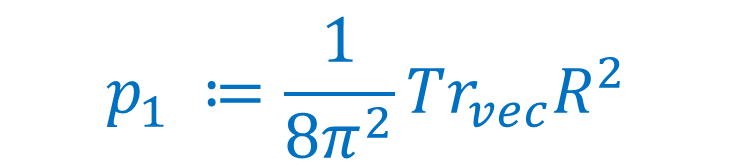 p₁ ≔ 1/8π² Tr_vec R²